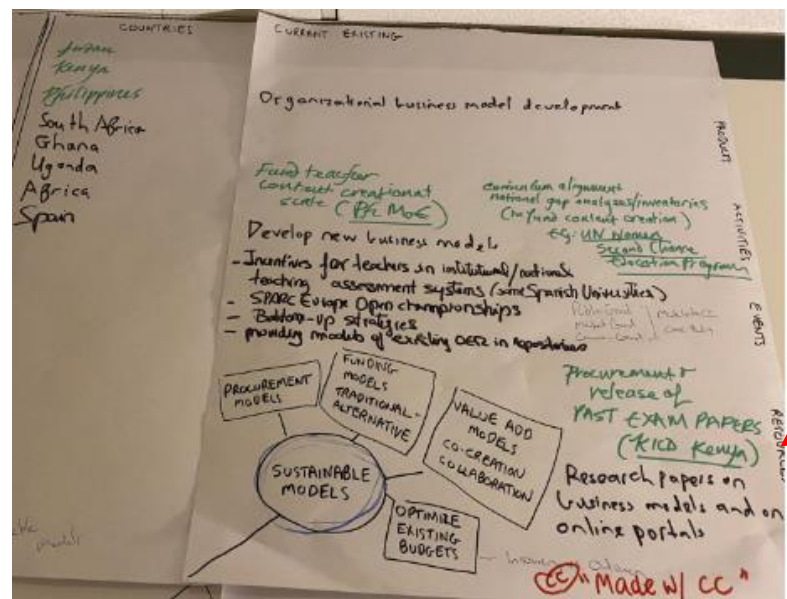 COUNTRIES
Jordan
Kenya
Philippines
South Africa
Ghana
Uganda
Africa
Spain
CURRENT EXISTING
Organizational business model development
Fund teacher
content creation at
scale (
MoE)
curriculum alignment
national gap analyses/inventories
(to fund content creation)
EG: UN Women
Second Chance
Education Program
Develop new business models
- Incentives for teachers in institutional/national
teaching assessment systems (some Spanish Universities)
- SPARC Europe Open championships
- Bottom-up strategies
- providing models of existing OER in repositories
PRODUCTS
ACTIVITIES
EVENTS
RESOURCES
PROCUREMENT
MODELS
FUNDING
MODELS
TRADITIONAL-
ALTERNATIVE
VALUE ADD
MODELS
CO-CREATION
COLLABORATION
SUSTAINABLE
MODELS
OPTIMIZE
EXISTING
BUDGETS
Procurement &
release of
PAST EXAM PAPERS
(KICD Kenya)
Research papers on
business models and on
online portals
models
CC "Made w/ CC"